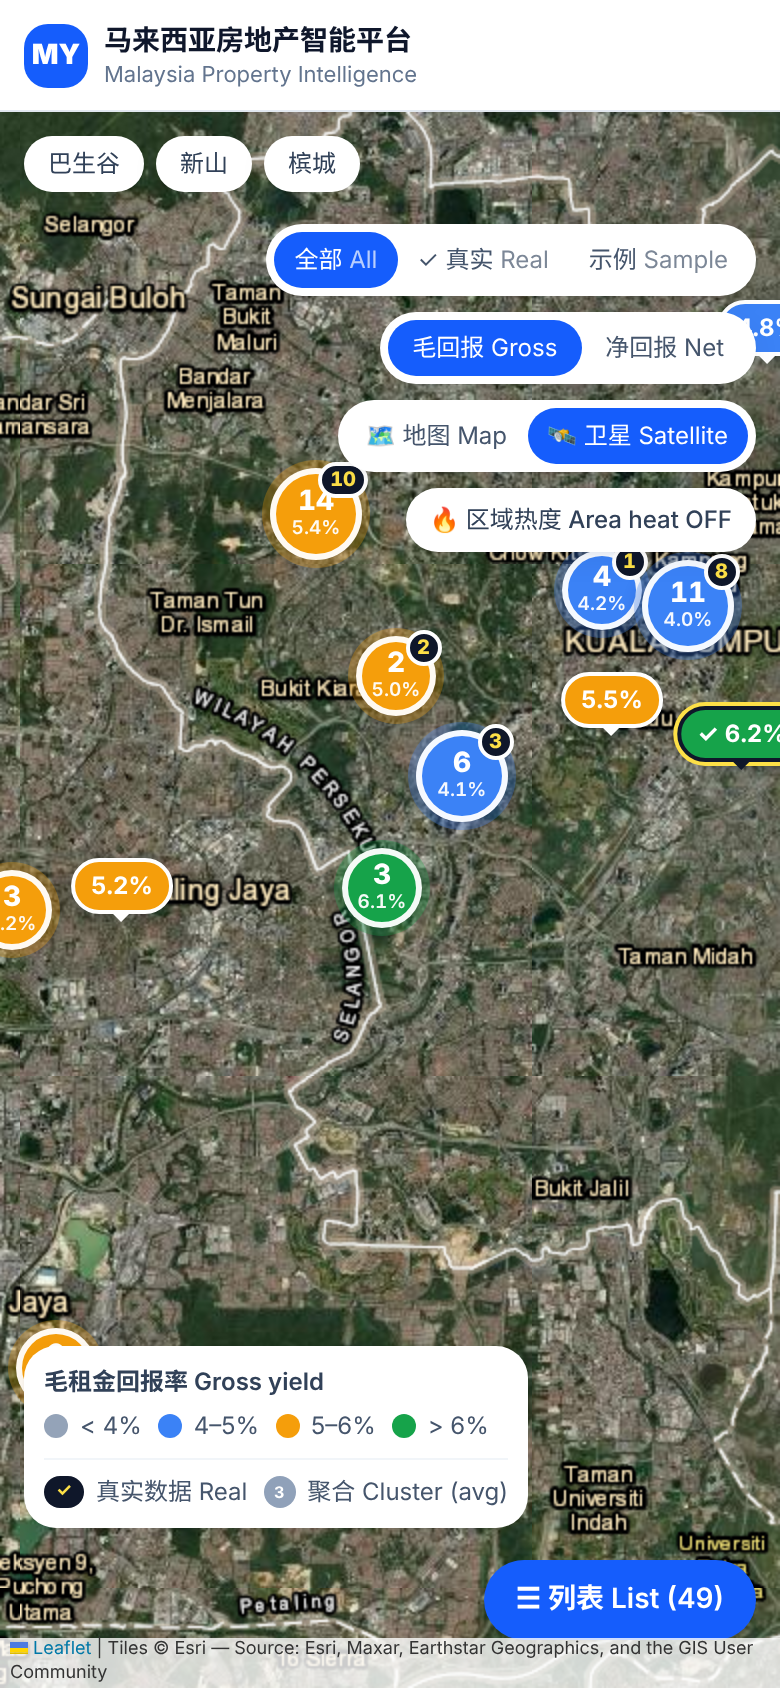 MY
马来西亚房地产智能平台
Malaysia Property Intelligence
巴生谷
新山
槟城
Selangor
全部 All
✓ 真实 Real
示例 Sample
Sungai Buloh
Taman
Bukit
Maluri
毛回报 Gross
净回报 Net
Bandar
Menjalara
🗺️ 地图 Map
🛰️ 卫星 Satellite
14
10
5.4%
🔥 区域热度 Area heat OFF
4
1
4.2%
11
8
4.0%
Taman Tun
Dr. Ismail
2
2
5.0%
5.5%
✓ 6.2%
WILAYAH
6
3
4.1%
3
6.1%
5.2%
3
Jaya
SELANGOR
Taman Midah
Bukit Jalil
Jaya
毛租金回报率 Gross yield
< 4%
4–5%
5–6%
> 6%
✓ 真实数据 Real
3 聚合 Cluster (avg)
Taman
Universiti
Indah
Universiti
Utama
Petaling
☰ 列表 List (49)
Leaflet | Tiles © Esri — Source: Esri, Maxar, Earthstar Geographics, and the GIS User
Community